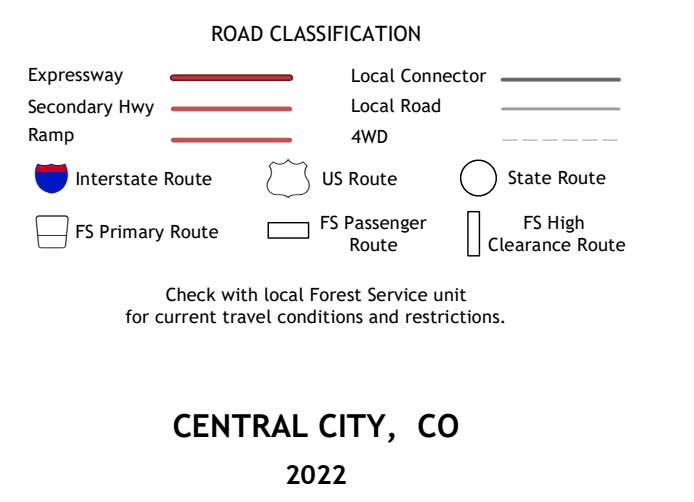 ROAD CLASSIFICATION
Expressway
Local Connector
Secondary Hwy
Local Road
Ramp
4WD
Interstate Route
US Route
State Route
FS Primary Route
FS Passenger
Route
FS High
Clearance Route
Check with local Forest Service unit
for current travel conditions and restrictions.
CENTRAL CITY, CO
2022